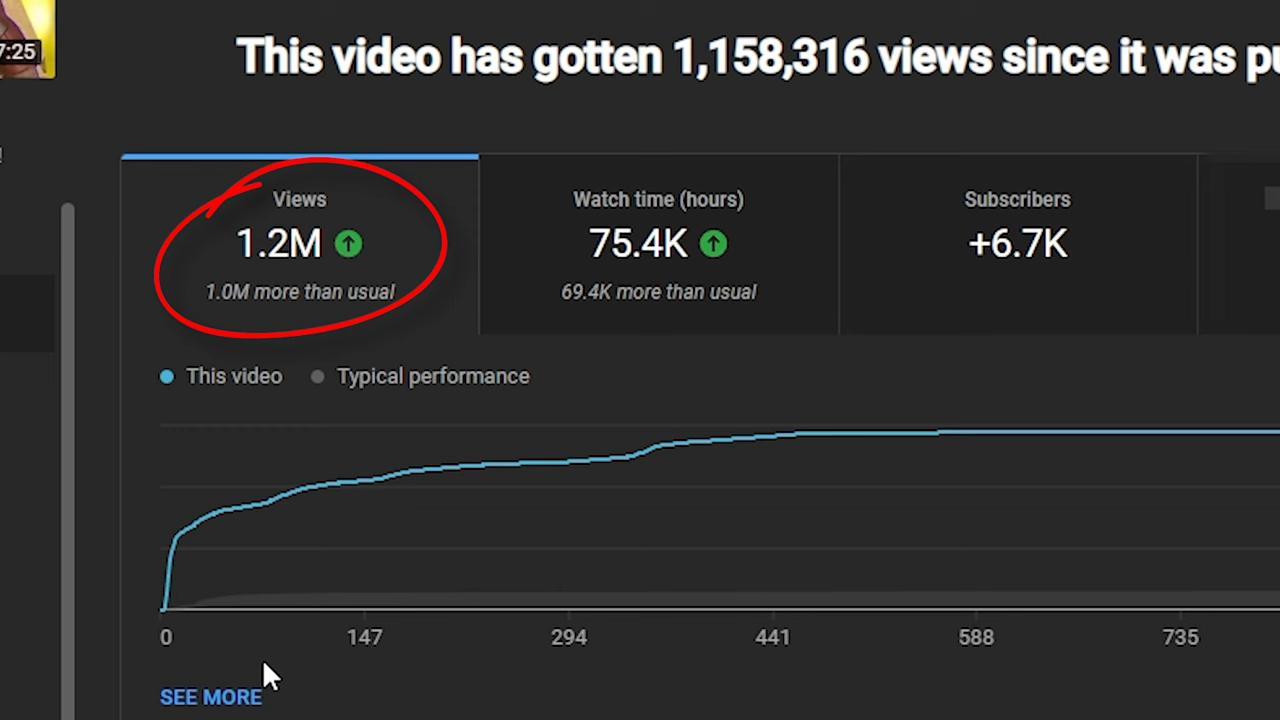 7:25
This video has gotten 1,158,316 views since it was pu
!
Views
1.2M
1.0M more than usual
Watch time (hours)
75.4K
69.4K more than usual
Subscribers
+6.7K
This video
Typical performance
0 147 294 441 588 735
SEE MORE